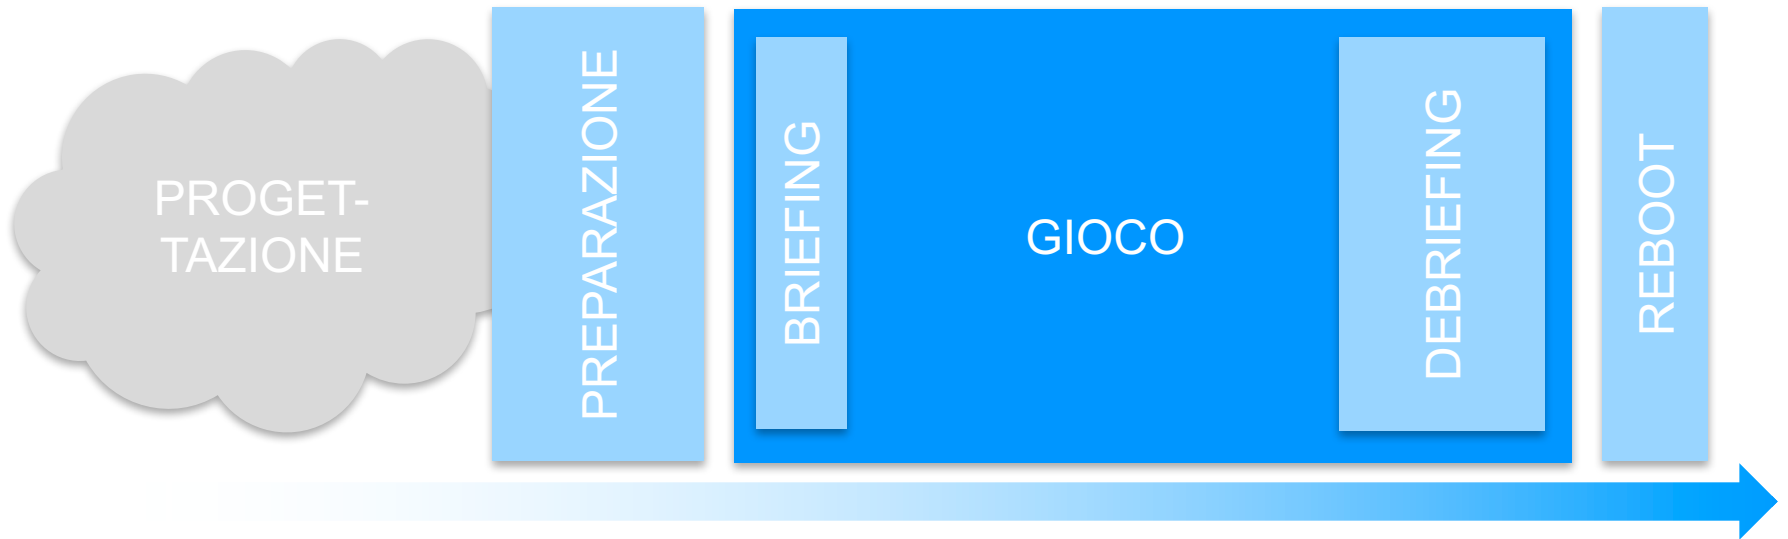 PROGET-
TAZIONE
PREPARAZIONE
BRIEFING
GIOCO
DEBRIEFING
REBOOT